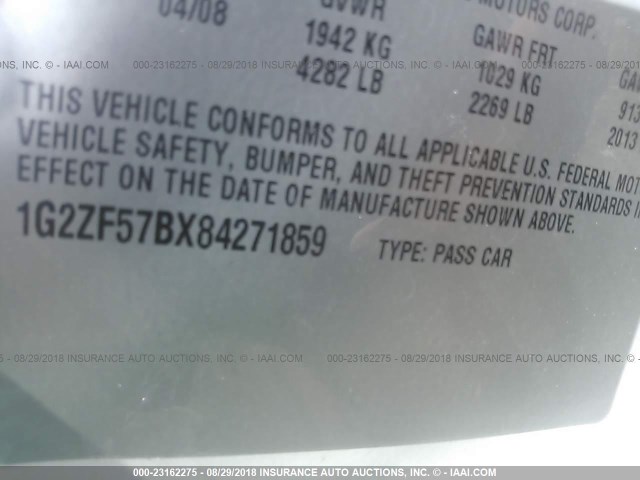 04/08 GVWR MOTORS CORP.
1942 KG GAWR FRT
4282 LB 1029 KG
2269 LB 913
2013
THIS VEHICLE CONFORMS TO ALL APPLICABLE U.S. FEDERAL
VEHICLE SAFETY, BUMPER, AND THEFT PREVENTION STANDARDS
EFFECT ON THE DATE OF MANUFACTURE SHOWN ABOVE.
1G2ZF57BX84271859 TYPE: PASS CAR
000-23162275 - 08/29/2018 INSURANCE AUTO AUCTIONS, INC. - IAAI.COM